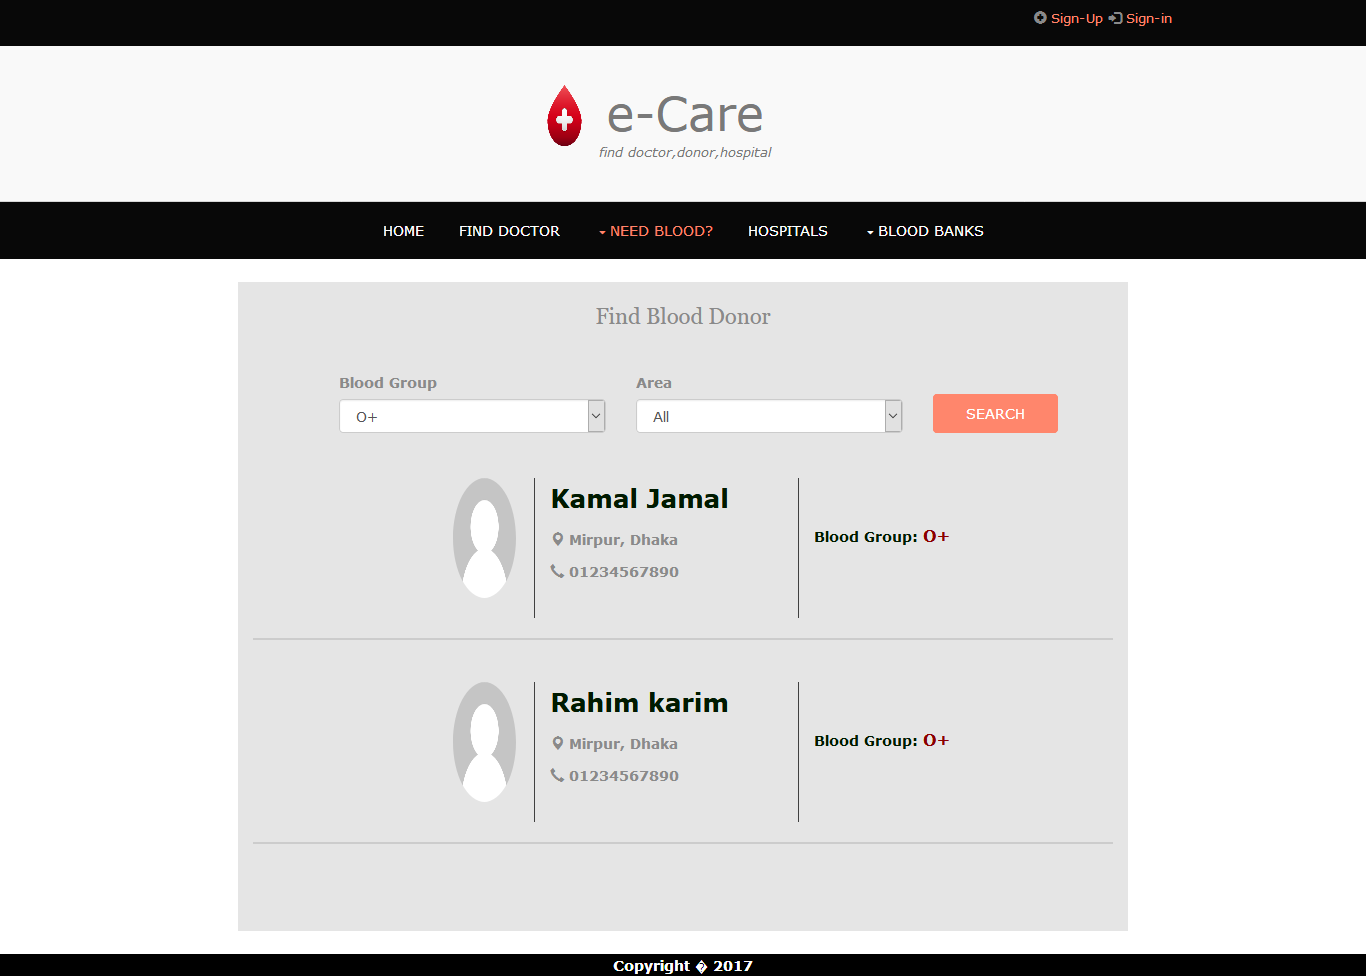 Sign-Up Sign-in
e-Care
find doctor,donor,hospital
HOME FIND DOCTOR NEED BLOOD? HOSPITALS BLOOD BANKS
Find Blood Donor
Blood Group Area
O+ All SEARCH
Kamal Jamal
Mirpur, Dhaka
Blood Group: O+
01234567890
Rahim karim
Mirpur, Dhaka
Blood Group: O+
01234567890
Copyright � 2017